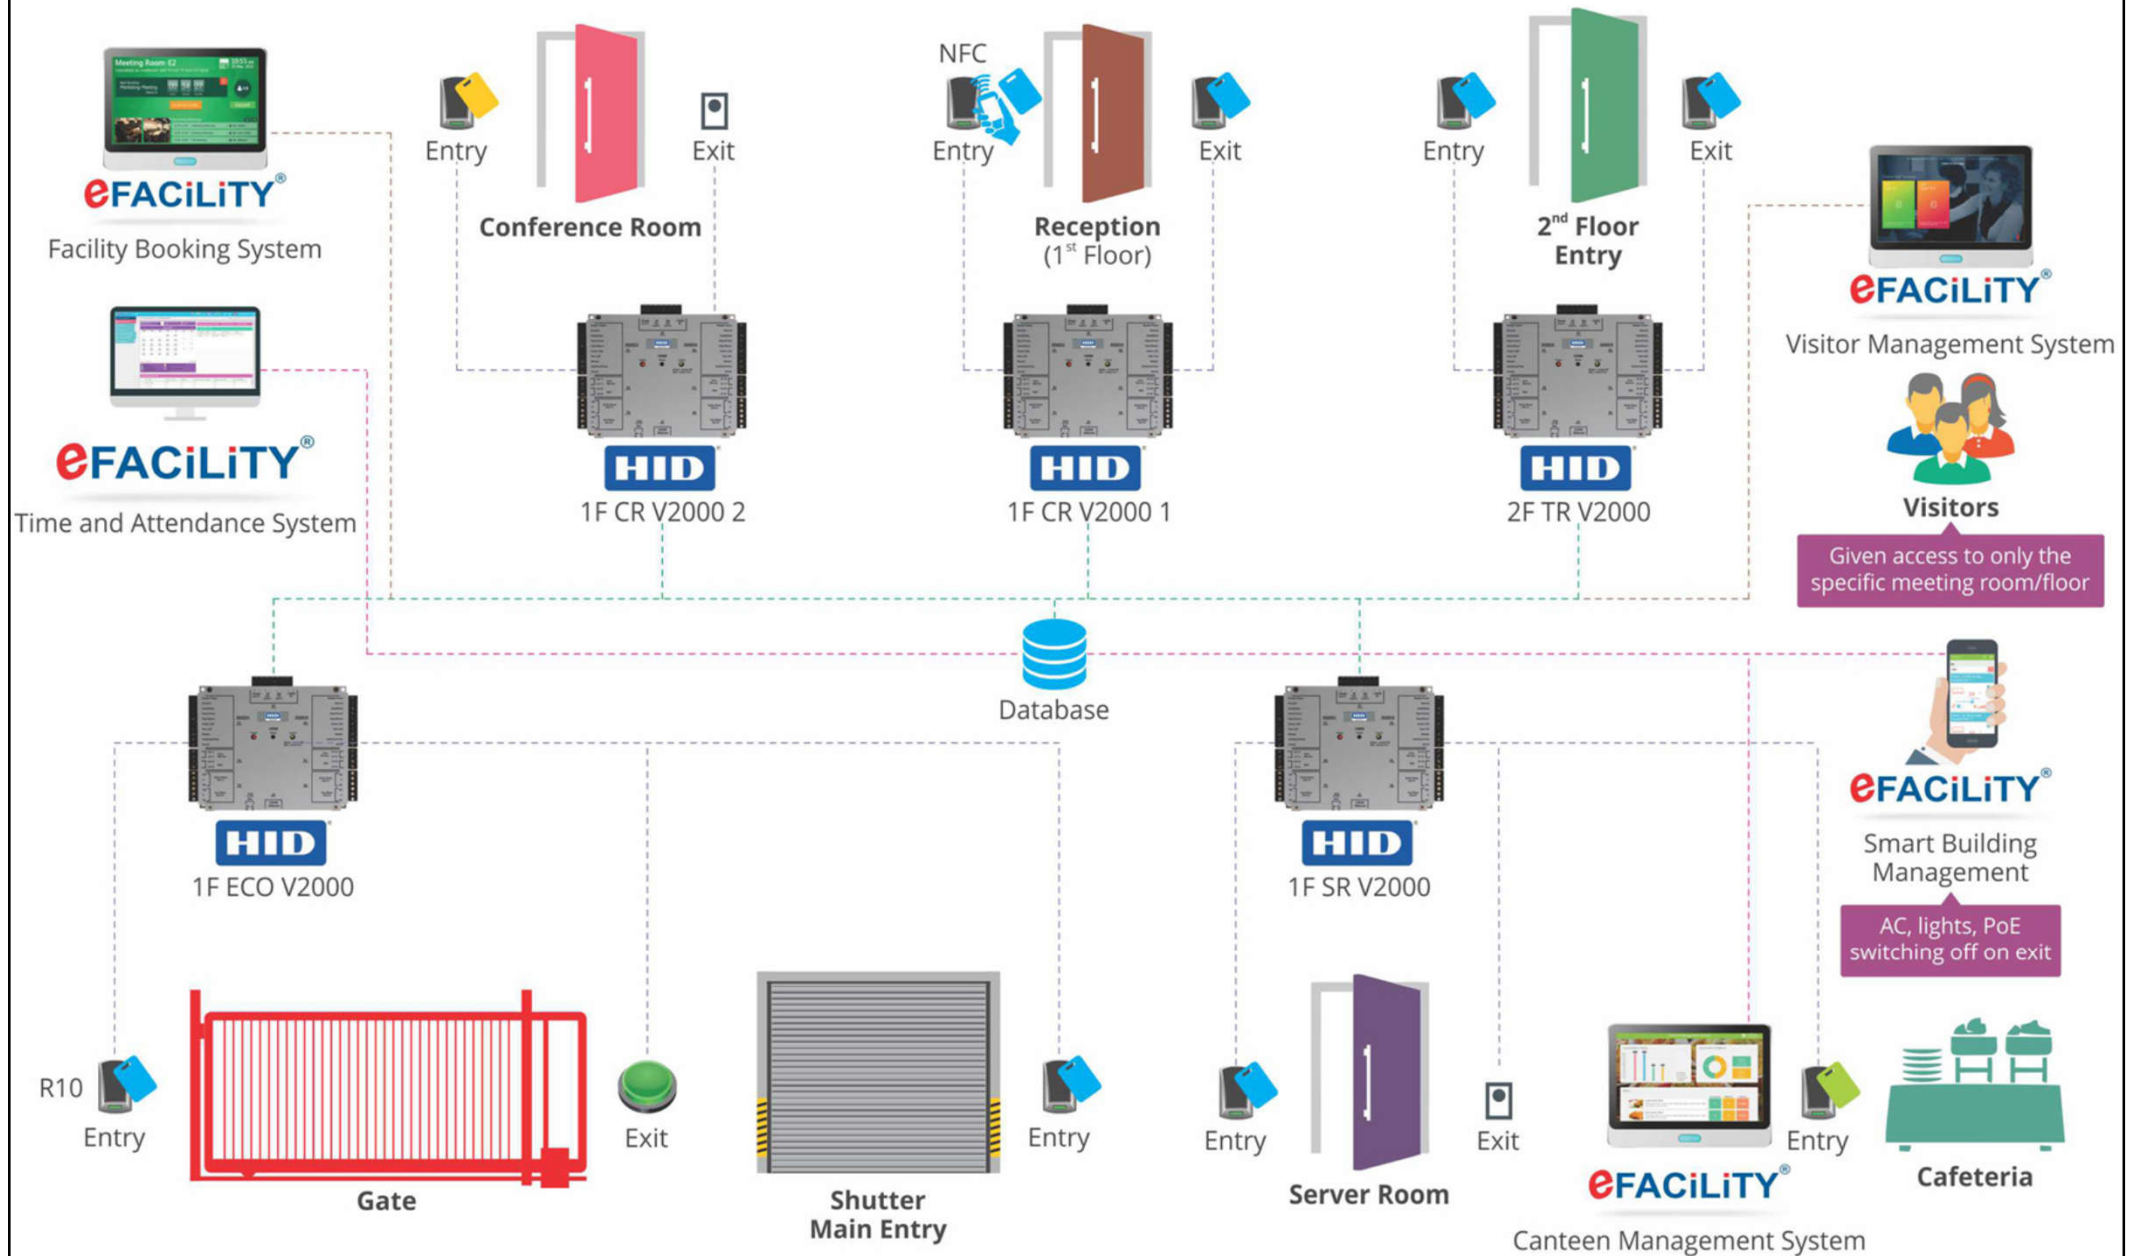 Meeting Room E2
eFACiLiTY®
Facility Booking System
Entry
Exit
Conference Room
NFC
Entry
Exit
Reception
(1st Floor)
Entry
Exit
2nd Floor
Entry
eFACiLiTY®
Visitor Management System
Visitors
Given access to only the
specific meeting room/floor
eFACiLiTY®
Time and Attendance System
HID
1F CR V2000 2
HID
1F CR V2000 1
HID
2F TR V2000
Database
HID
1F ECO V2000
HID
1F SR V2000
eFACiLiTY®
Smart Building
Management
AC, lights, PoE
switching off on exit
R10
Entry
Gate
Exit
Shutter
Main Entry
Entry
Entry
Server Room
Exit
eFACiLiTY®
Canteen Management System
Entry
Cafeteria